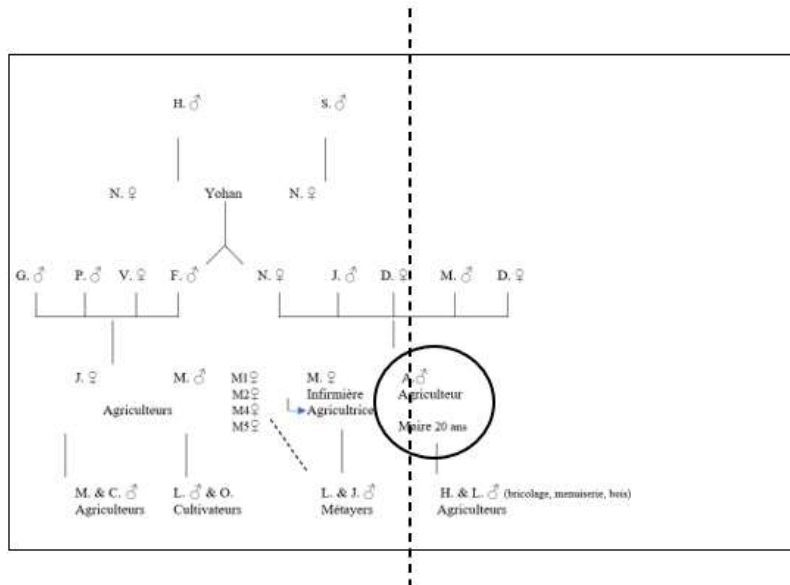 H. ♂ S. ♂
N. ♀ Yohan N. ♀
G. ♂ P. ♂ V. ♀ F. ♂ N. ♀ J. ♂ D. ♀ M. ♂ D. ♀
J. ♀ M. ♂ M1♀ M. ♀ A. ♂
M2♀ Infirmière Agriculteur
Agriculteurs M4♀ Agricultrice
M5♀ Maire 20 ans
M. & C. ♂ L. ♂ & O. L. & J. ♂ H. & L. ♂ (bricolage, menuiserie, bois)
Agriculteurs Cultivateurs Métayers Agriculteurs